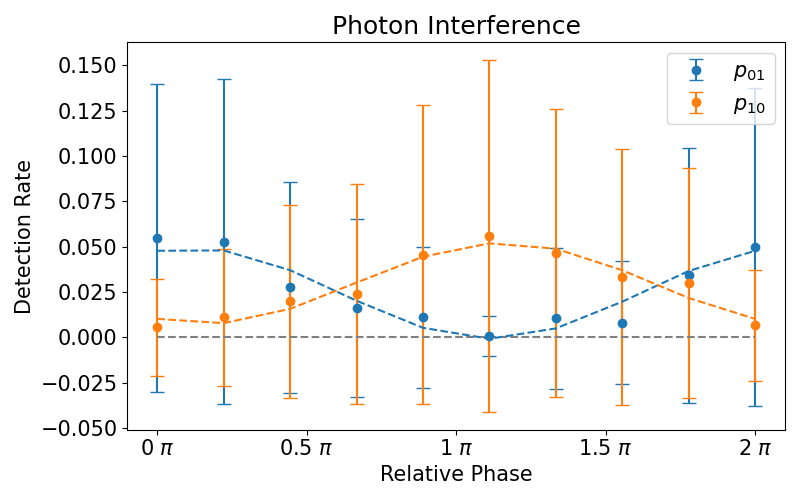 Photon Interference
Detection Rate
0.150
0.125
0.100
0.075
0.050
0.025
0.000
−0.025
−0.050
p₀₁
p₁₀
0 π
0.5 π
1 π
1.5 π
2 π
Relative Phase